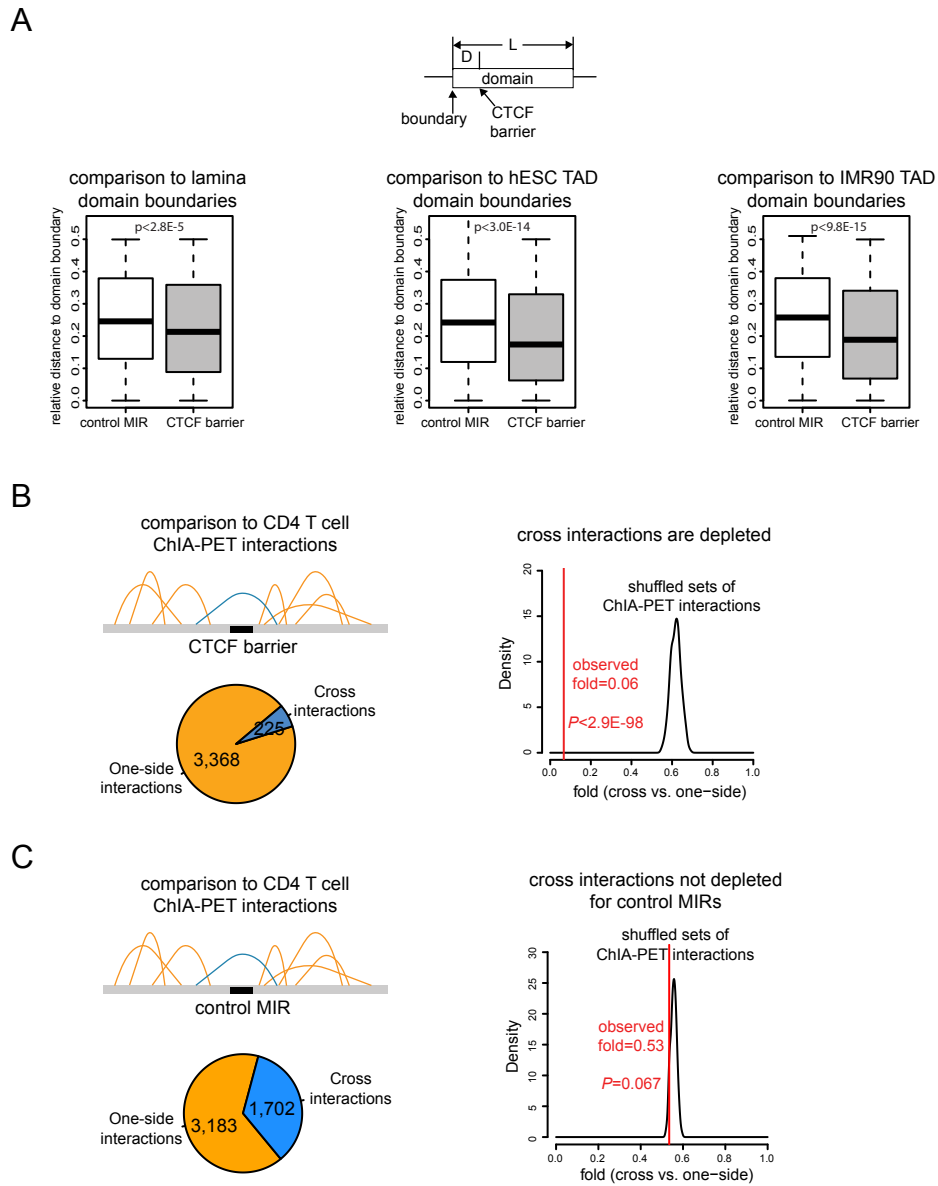 A
L
D
domain
boundary
CTCF
barrier
comparison to lamina
domain boundaries
p<2.8E-5
relative distance to domain boundary
0.0 0.1 0.2 0.3 0.4 0.5
control MIR
CTCF barrier
comparison to hESC TAD
domain boundaries
p<3.0E-14
relative distance to domain boundary
0.0 0.1 0.2 0.3 0.4 0.5
control MIR
CTCF barrier
comparison to IMR90 TAD
domain boundaries
p<9.8E-15
relative distance to domain boundary
0.0 0.1 0.2 0.3 0.4 0.5
control MIR
CTCF barrier
B
comparison to CD4 T cell
ChIA-PET interactions
CTCF barrier
Cross
interactions
225
3,368
One-side
interactions
cross interactions are depleted
shuffled sets of
ChIA-PET interactions
observed
fold=0.06
P<2.9E-98
Density
0 5 10 15 20
0.0 0.2 0.4 0.6 0.8 1.0
fold (cross vs. one−side)
C
comparison to CD4 T cell
ChIA-PET interactions
control MIR
Cross
interactions
1,702
3,183
One-side
interactions
cross interactions not depleted
for control MIRs
shuffled sets of
ChIA-PET interactions
observed
fold=0.53
P=0.067
Density
0 5 10 15 20 25 30
0.0 0.2 0.4 0.6 0.8 1.0
fold (cross vs. one−side)